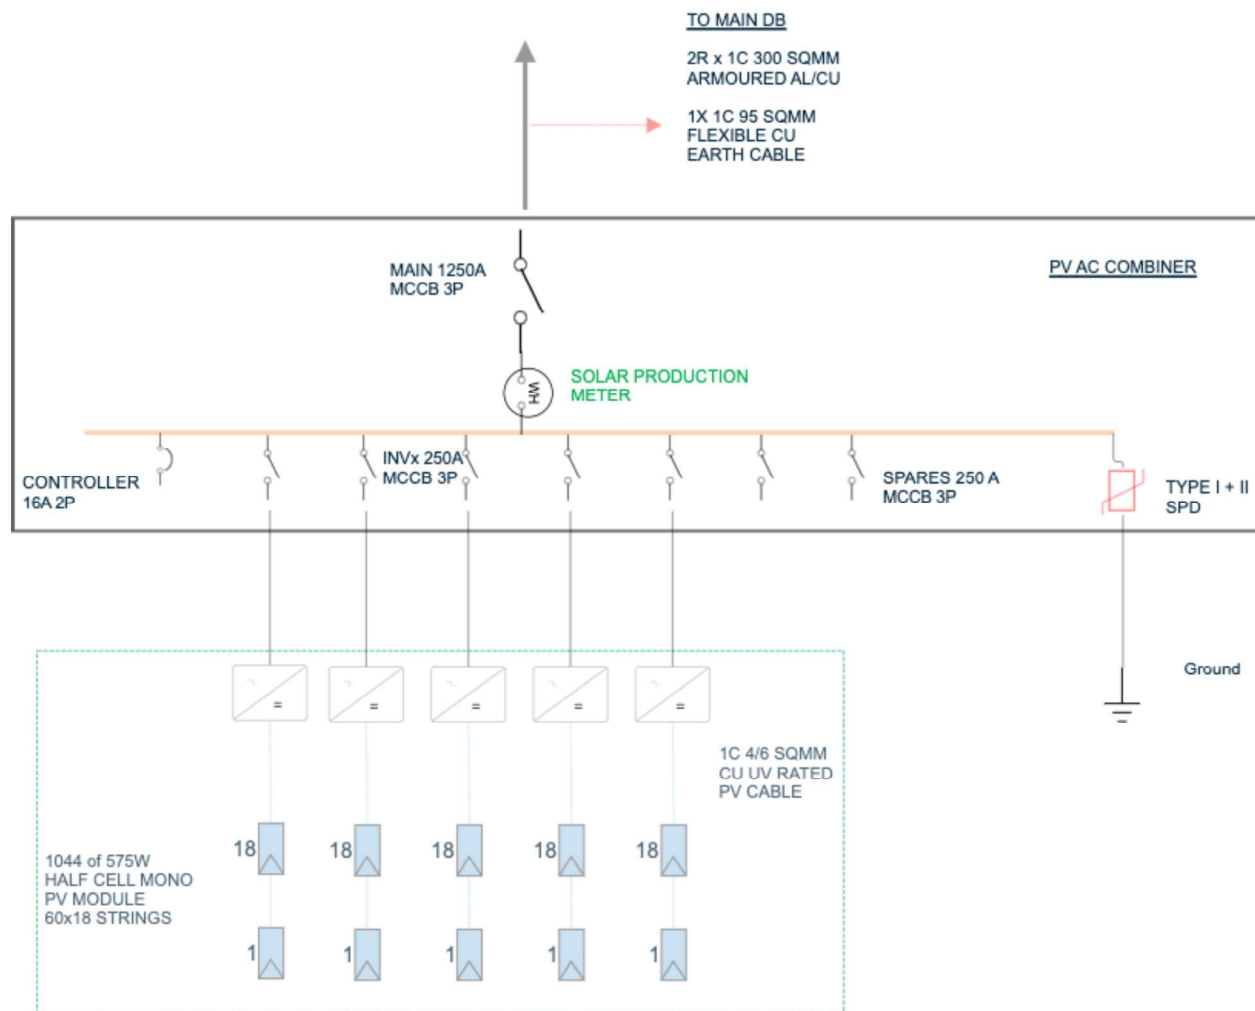 TO MAIN DB
2R x 1C 300 SQMM
ARMOURED AL/CU
1X 1C 95 SQMM
FLEXIBLE CU
EARTH CABLE
PV AC COMBINER
MAIN 1250A
MCCB 3P
WH
SOLAR PRODUCTION
METER
CONTROLLER
16A 2P
INVx 250A
MCCB 3P
SPARES 250 A
MCCB 3P
TYPE I + II
SPD
Ground
~
=
~
=
~
=
~
=
~
=
1C 4/6 SQMM
CU UV RATED
PV CABLE
1044 of 575W
HALF CELL MONO
PV MODULE
60x18 STRINGS
18
18
18
18
18
1
1
1
1
1